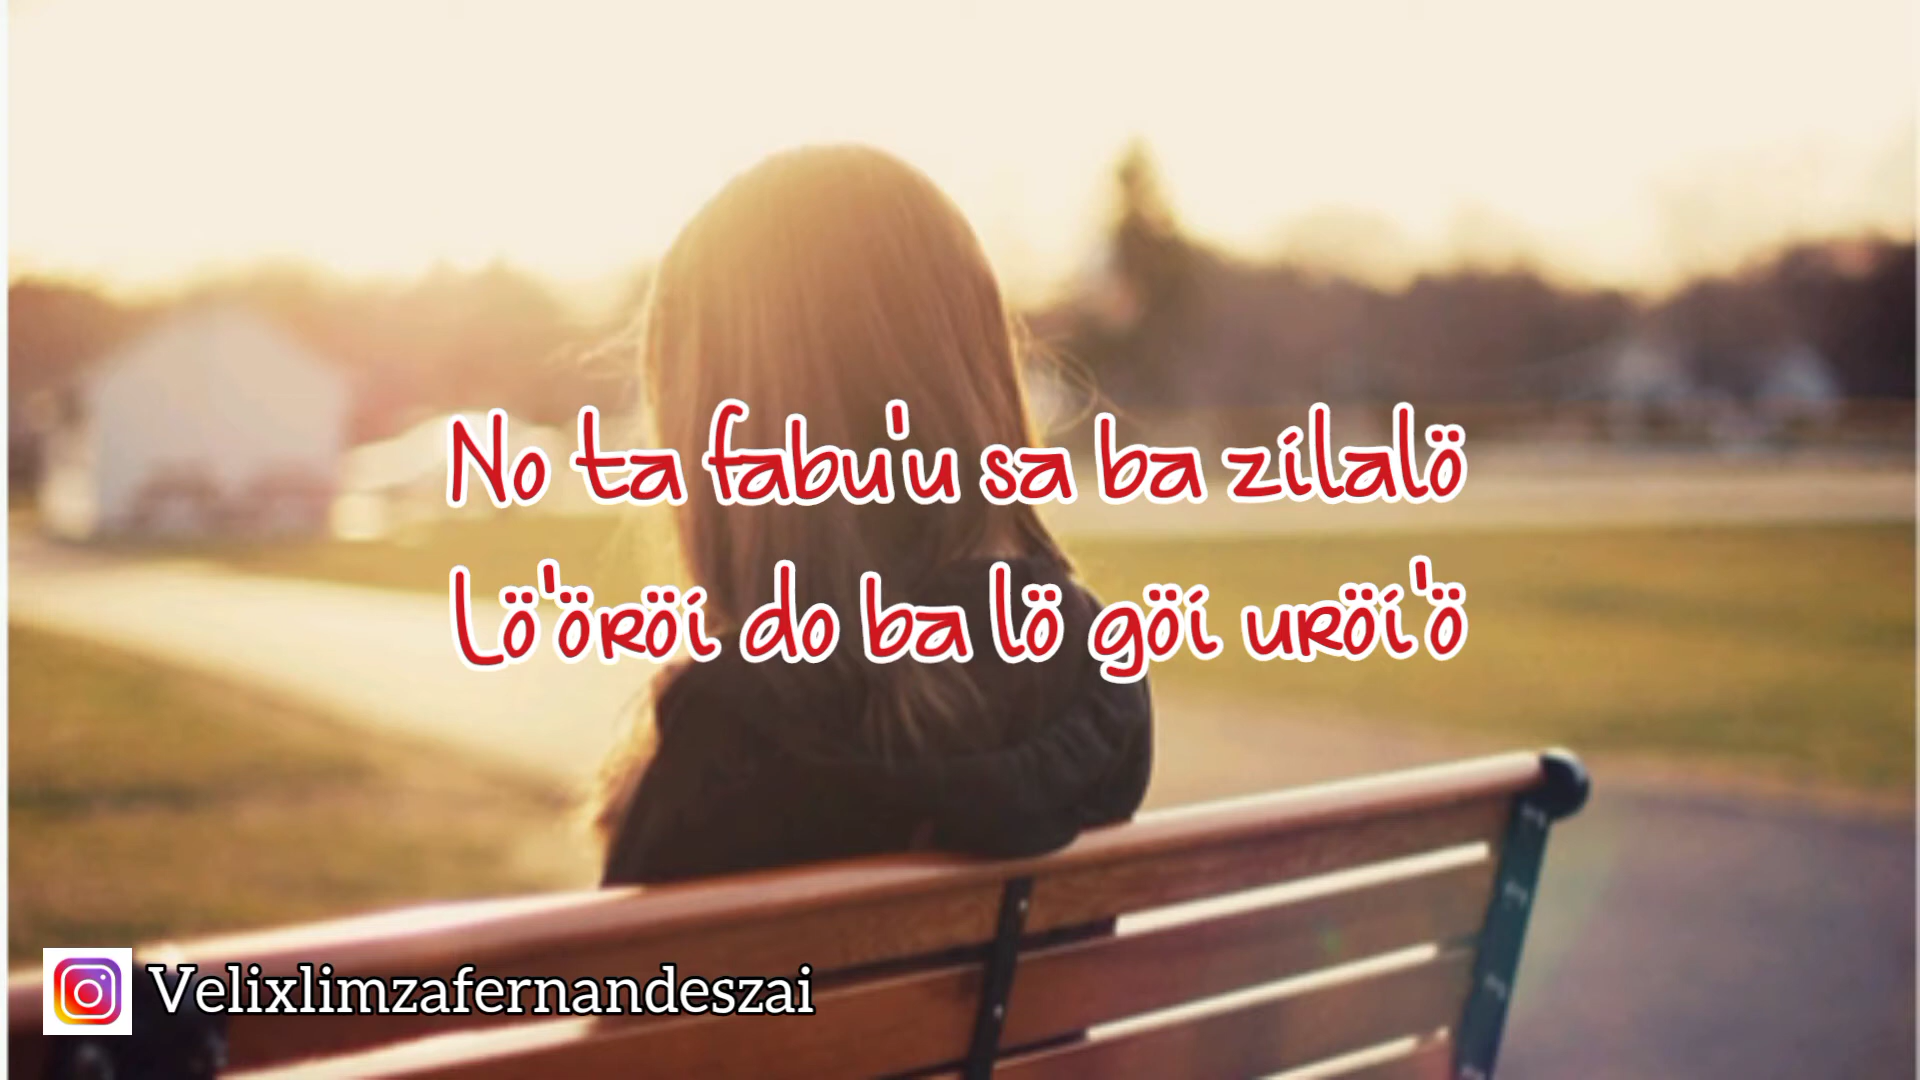 No ta fabu'u sa ba zilalö
Lö'öröi do ba lö göi uröi'ö
Velixlimzafernandeszai